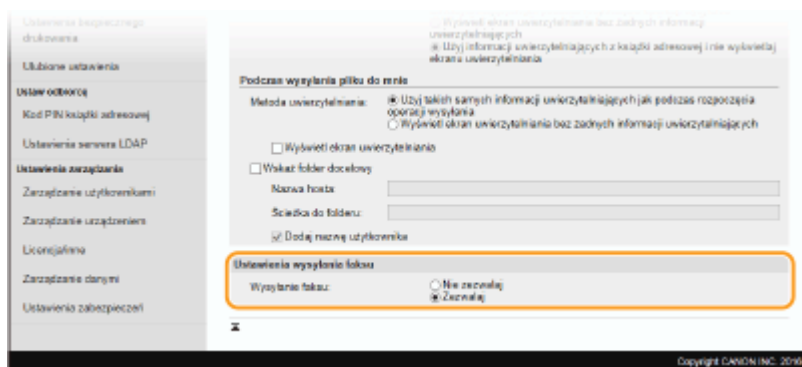 Ustawienia bezpiecznego
drukowania
Ulubione ustawienia
Ustaw odbiorcę
Kod PIN książki adresowej
Ustawienia serwera LDAP
Ustawienia zarządzania
Zarządzanie użytkownikami
Zarządzanie urządzeniem
Licencja/Inne
Zarządzanie danymi
Ustawienia zabezpieczeń
Wyświetl ekran uwierzytelniania bez żadnych informacji
uwierzytelniających
Użyj informacji uwierzytelniających z książki adresowej i nie wyświetlaj
ekranu uwierzytelniania
Podczas wysyłania pliku do mnie
Metoda uwierzytelniania: Użyj takich samych informacji uwierzytelniających jak podczas rozpoczęcia
operacji wysyłania
Wyświetl ekran uwierzytelniania bez żadnych informacji uwierzytelniających
Wyświetl ekran uwierzytelniania
Wskaż folder docelowy
Nazwa hosta:
Ścieżka do folderu:
Dodaj nazwę użytkownika
Ustawienia wysyłania faksu
Wysyłanie faksu: Nie zezwalaj
Zezwalaj
Copyright CANON INC. 2016